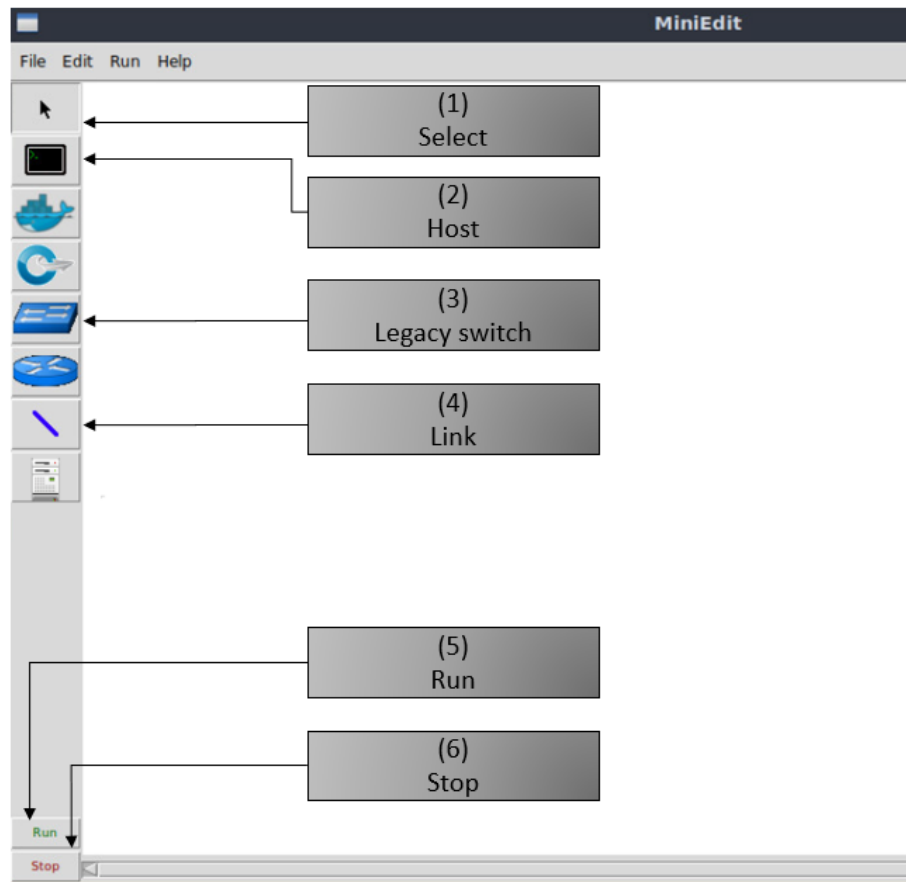 MiniEdit
File Edit Run Help
(1)
Select
(2)
Host
(3)
Legacy switch
(4)
Link
(5)
Run
(6)
Stop
Run
Stop